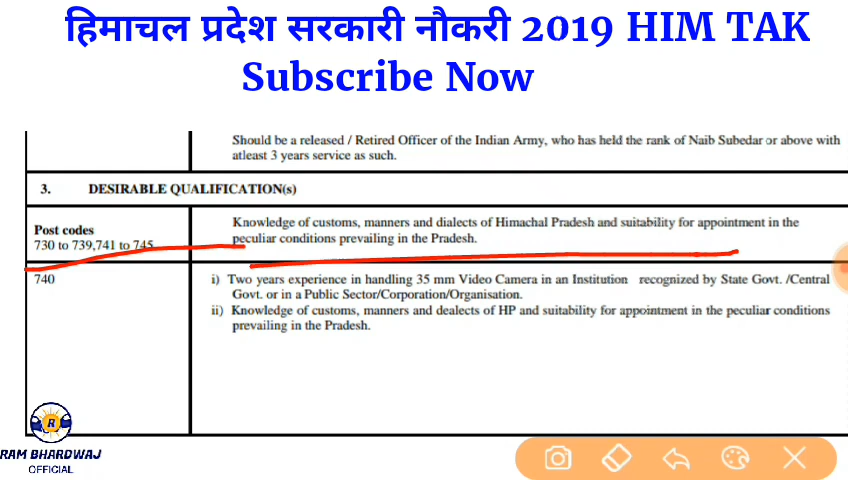 हिमाचल प्रदेश सरकारी नौकरी 2019 HIM TAK
Subscribe Now
Should be a released / Retired Officer of the Indian Army, who has held the rank of Naib Subedar or above with
atleast 3 years service as such.
3. DESIRABLE QUALIFICATION(s)
Post codes
730 to 739,741 to 745
Knowledge of customs, manners and dialects of Himachal Pradesh and suitability for appointment in the
peculiar conditions prevailing in the Pradesh.
740
i) Two years experience in handling 35 mm Video Camera in an Institution recognized by State Govt. /Central
Govt. or in a Public Sector/Corporation/Organisation.
ii) Knowledge of customs, manners and dealects of HP and suitability for appointment in the peculiar conditions
prevailing in the Pradesh.
R
RAM BHARDWAJ
OFFICIAL